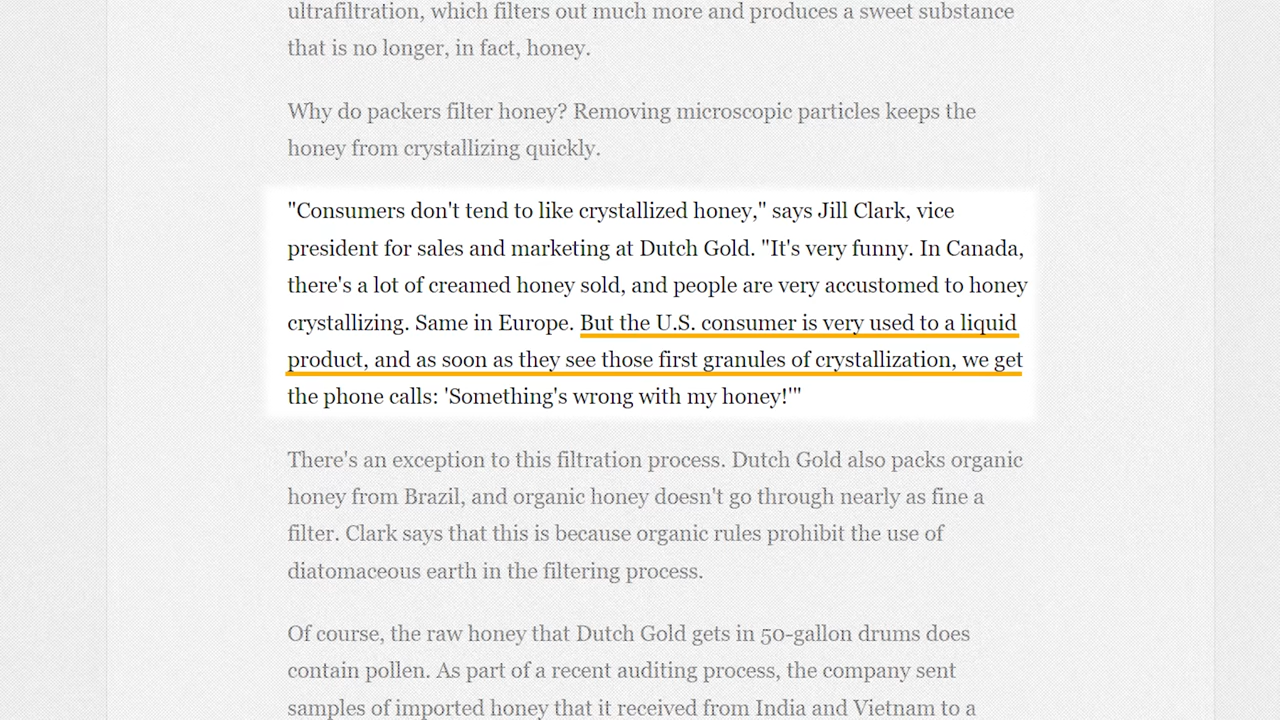 ultrafiltration, which filters out much more and produces a sweet substance
that is no longer, in fact, honey.
Why do packers filter honey? Removing microscopic particles keeps the
honey from crystallizing quickly.
"Consumers don't tend to like crystallized honey," says Jill Clark, vice
president for sales and marketing at Dutch Gold. "It's very funny. In Canada,
there's a lot of creamed honey sold, and people are very accustomed to honey
crystallizing. Same in Europe. But the U.S. consumer is very used to a liquid
product, and as soon as they see those first granules of crystallization, we get
the phone calls: 'Something's wrong with my honey!'"
There's an exception to this filtration process. Dutch Gold also packs organic
honey from Brazil, and organic honey doesn't go through nearly as fine a
filter. Clark says that this is because organic rules prohibit the use of
diatomaceous earth in the filtering process.
Of course, the raw honey that Dutch Gold gets in 50-gallon drums does
contain pollen. As part of a recent auditing process, the company sent
samples of imported honey that it received from India and Vietnam to a